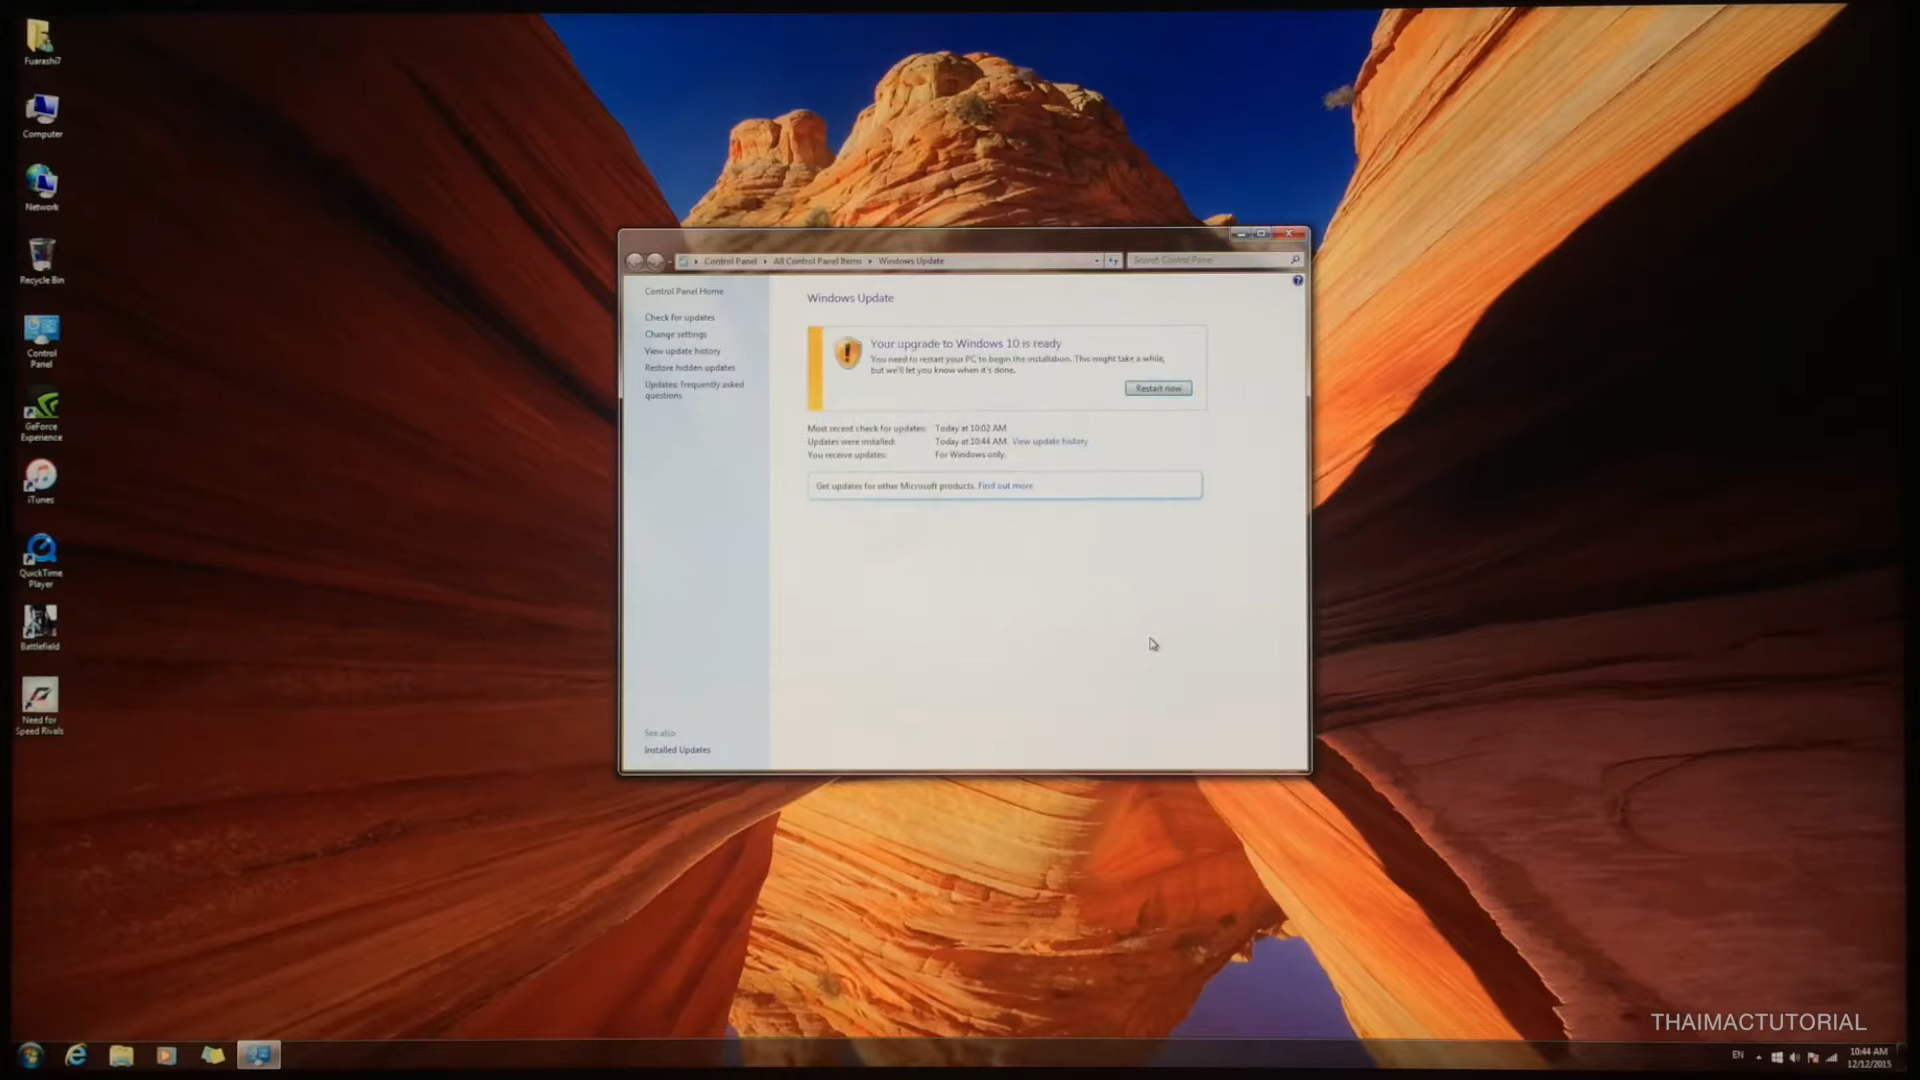 Fuarashi7
Computer
Network
Recycle Bin
Control
Panel
GeForce
Experience
iTunes
QuickTime
Player
Battlefield
Need for
Speed Rivals
Control Panel
All Control Panel Items
Windows Update
Search Control Panel
Control Panel Home
Check for updates
Change settings
View update history
Restore hidden updates
Updates: frequently asked
questions
See also
Installed Updates
Windows Update
Your upgrade to Windows 10 is ready
You need to restart your PC to begin the installation. This might take a while,
but we'll let you know when it's done.
Restart now
Most recent check for updates: Today at 10:02 AM
Updates were installed: Today at 10:44 AM. View update history
You receive updates: For Windows only.
Get updates for other Microsoft products. Find out more
THAIMACTUTORIAL
EN
10:44 AM
12/12/2015